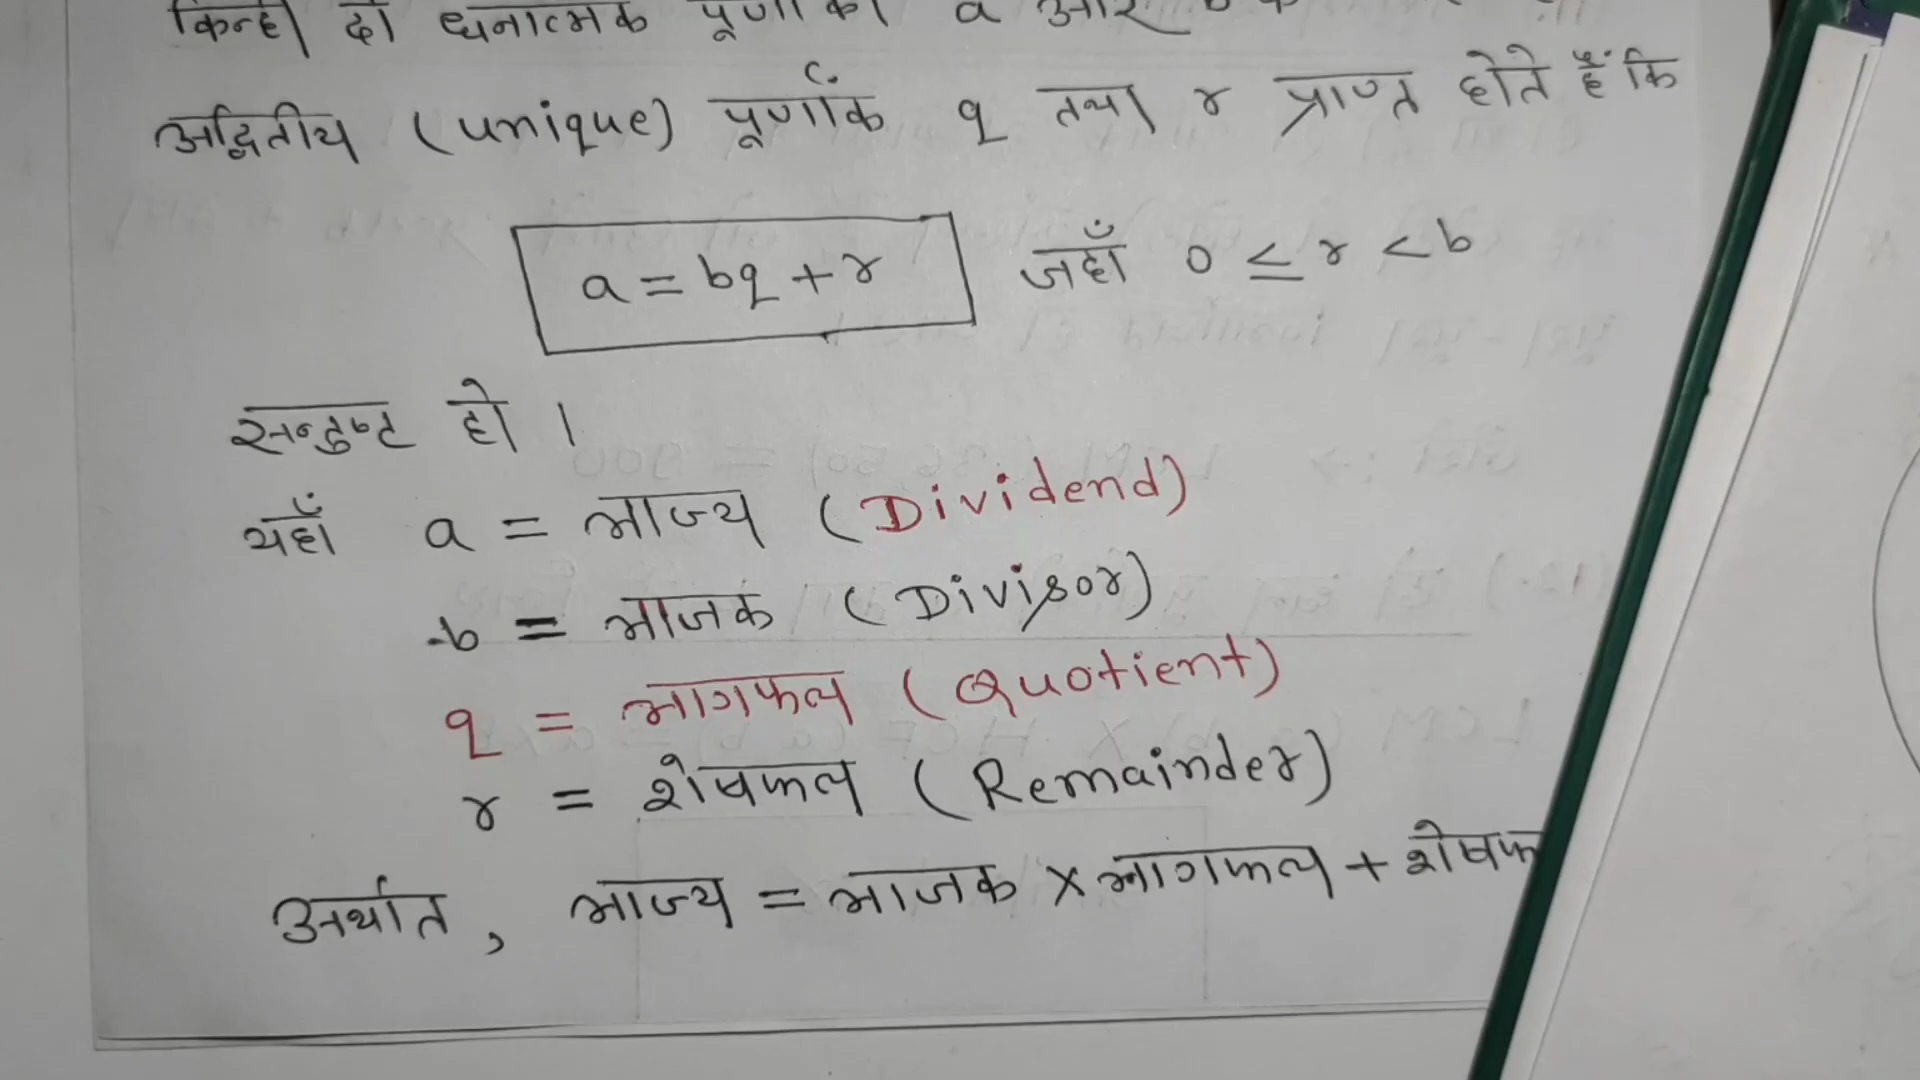 किन्हीं दो धनात्मक पूर्णांकों a और
अद्वितीय (unique) पूर्णांक q तथा r प्राप्त होते हैं कि
a = bq + r जहाँ 0 ≤ r < b
सन्तुष्ट हो ।
यहाँ a = भाज्य (Dividend)
b = भाजक (Divisor)
q = भागफल (Quotient)
r = शेषफल (Remainder)
अर्थात, भाज्य = भाजक × भागफल + शेषफ